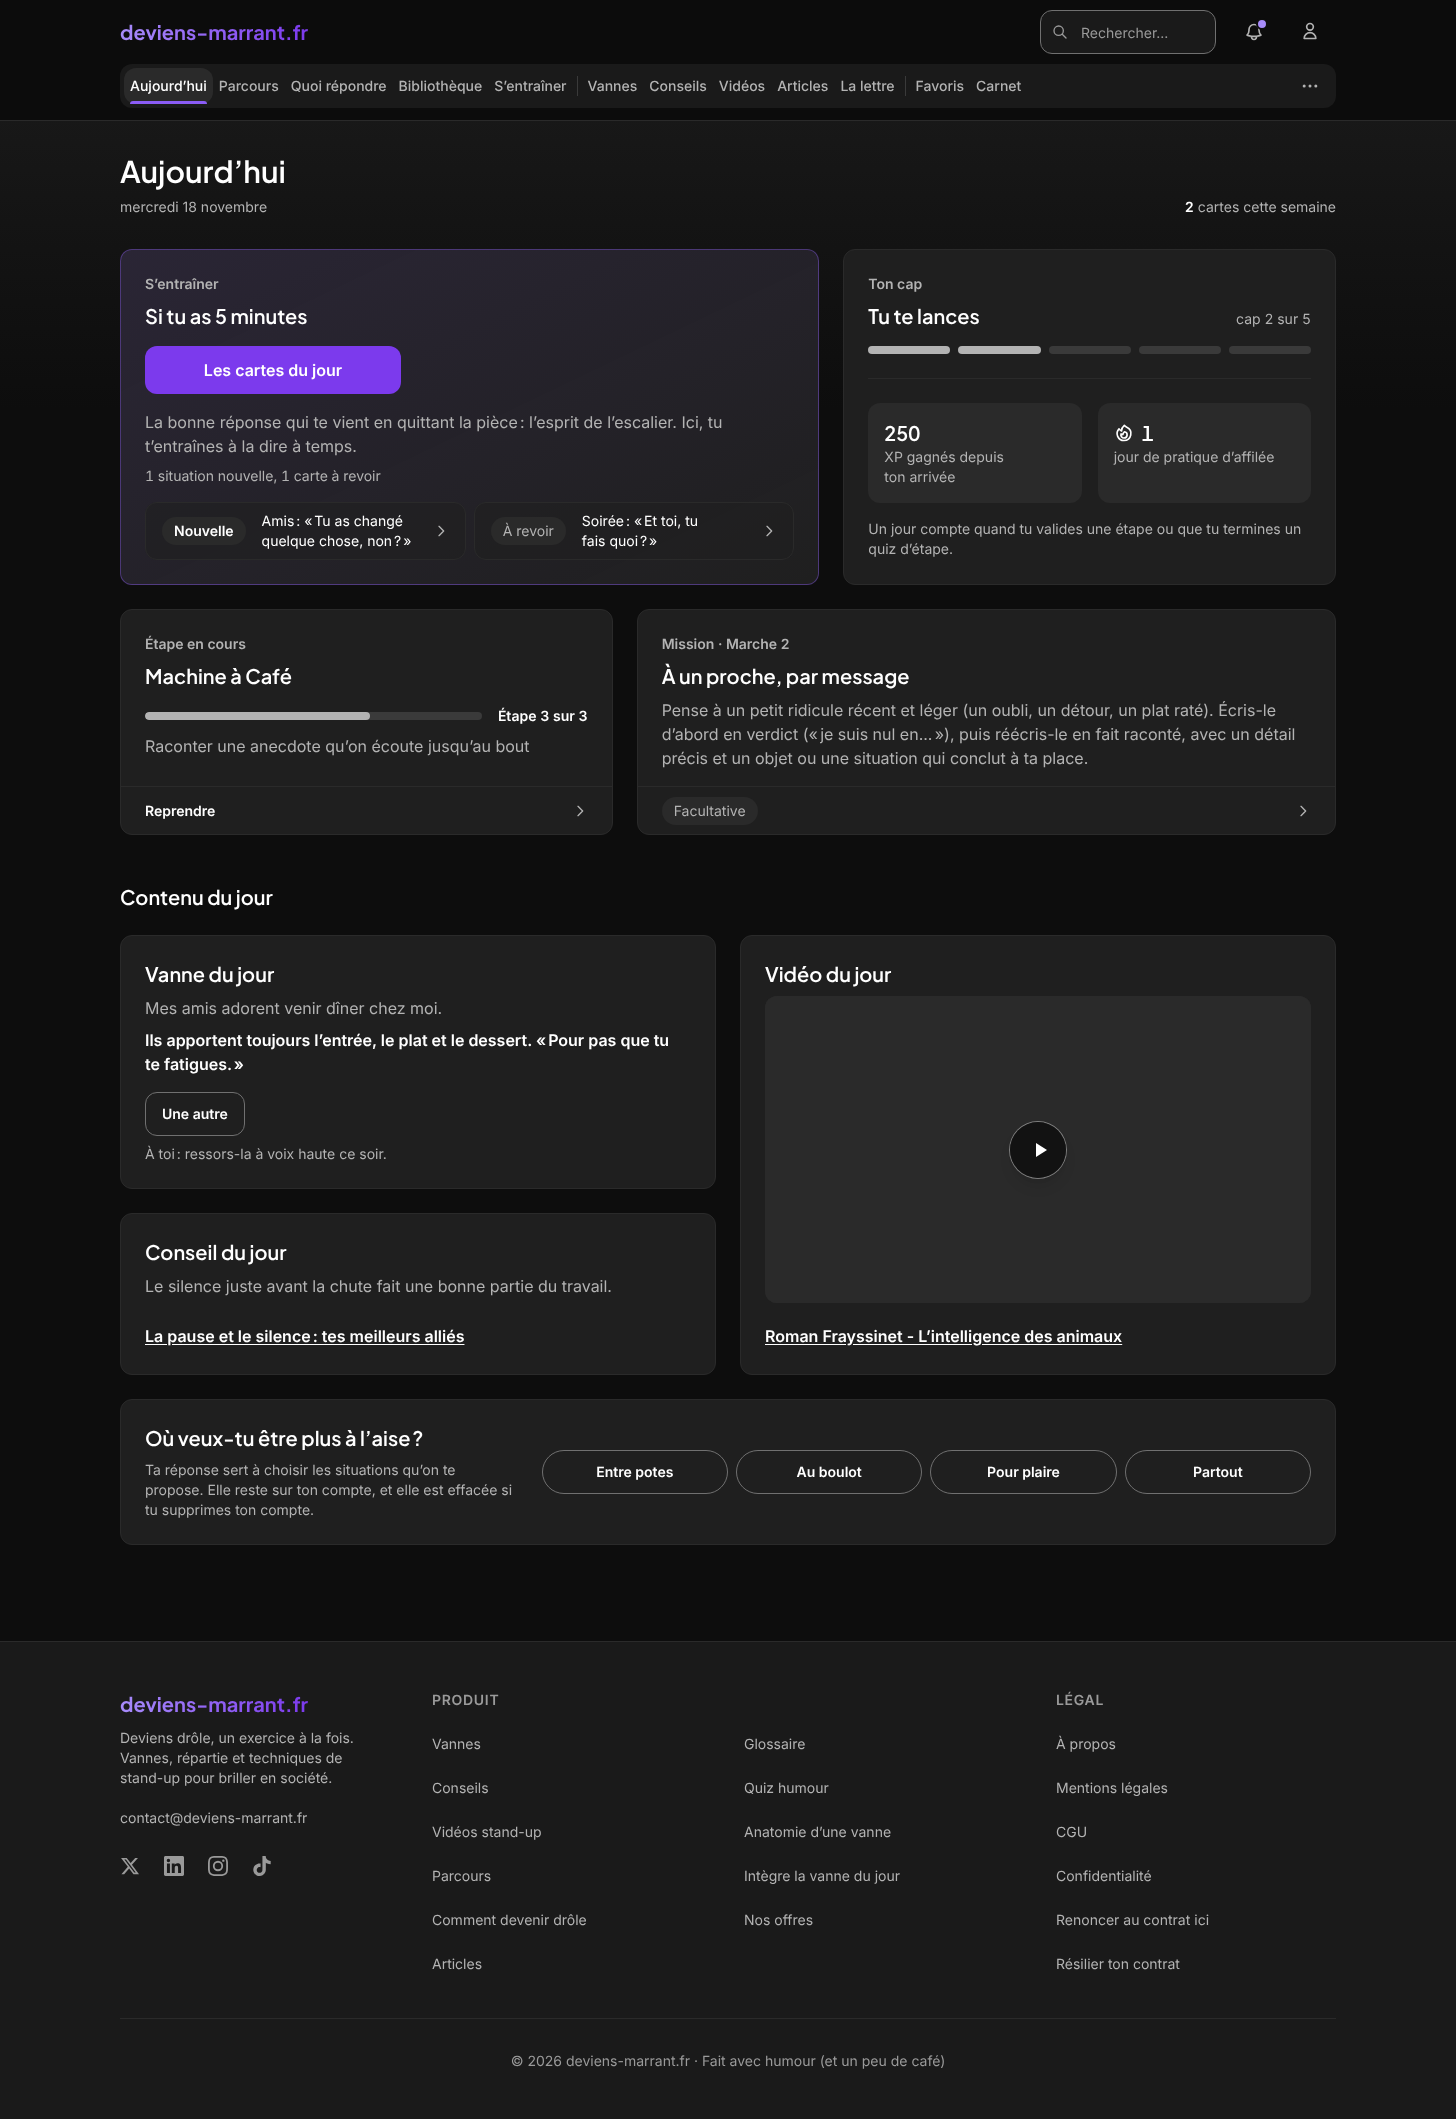 deviens-marrant.fr
Rechercher...
Aujourd’hui Parcours Quoi répondre Bibliothèque S’entraîner Vannes Conseils Vidéos Articles La lettre Favoris Carnet
Aujourd’hui
mercredi 18 novembre
2 cartes cette semaine
S’entraîner
Si tu as 5 minutes
Les cartes du jour
La bonne réponse qui te vient en quittant la pièce : l’esprit de l’escalier. Ici, tu
t’entraînes à la dire à temps.
1 situation nouvelle, 1 carte à revoir
Nouvelle
Amis : « Tu as changé
quelque chose, non ? »
À revoir
Soirée : « Et toi, tu
fais quoi ? »
Ton cap
Tu te lances
cap 2 sur 5
250
XP gagnés depuis
ton arrivée
1
jour de pratique d’affilée
Un jour compte quand tu valides une étape ou que tu termines un
quiz d’étape.
Étape en cours
Machine à Café
Étape 3 sur 3
Raconter une anecdote qu’on écoute jusqu’au bout
Reprendre
Mission · Marche 2
À un proche, par message
Pense à un petit ridicule récent et léger (un oubli, un détour, un plat raté). Écris-le
d’abord en verdict (« je suis nul en… »), puis réécris-le en fait raconté, avec un détail
précis et un objet ou une situation qui conclut à ta place.
Facultative
Contenu du jour
Vanne du jour
Mes amis adorent venir dîner chez moi.
Ils apportent toujours l’entrée, le plat et le dessert. « Pour pas que tu
te fatigues. »
Une autre
À toi : ressors-la à voix haute ce soir.
Conseil du jour
Le silence juste avant la chute fait une bonne partie du travail.
La pause et le silence : tes meilleurs alliés
Vidéo du jour
Roman Frayssinet - L’intelligence des animaux
Où veux-tu être plus à l’aise ?
Ta réponse sert à choisir les situations qu’on te
propose. Elle reste sur ton compte, et elle est effacée si
tu supprimes ton compte.
Entre potes
Au boulot
Pour plaire
Partout
deviens-marrant.fr
Deviens drôle, un exercice à la fois.
Vannes, répartie et techniques de
stand-up pour briller en société.
contact@deviens-marrant.fr
PRODUIT
Vannes
Conseils
Vidéos stand-up
Parcours
Comment devenir drôle
Articles
Glossaire
Quiz humour
Anatomie d’une vanne
Intègre la vanne du jour
Nos offres
LÉGAL
À propos
Mentions légales
CGU
Confidentialité
Renoncer au contrat ici
Résilier ton contrat
© 2026 deviens-marrant.fr · Fait avec humour (et un peu de café)